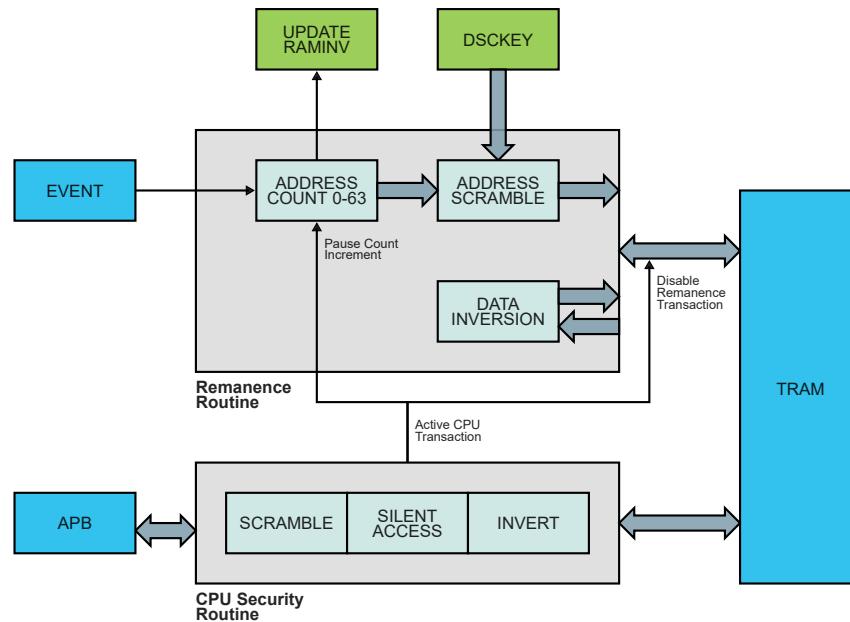 UPDATE
RAMINV
DSCKEY
EVENT
ADDRESS
COUNT 0-63
ADDRESS
SCRAMBLE
Pause Count
Increment
Disable
Remanence
Transaction
DATA
INVERSION
TRAM
Remanence
Routine
Active CPU
Transaction
APB
SCRAMBLE
SILENT
ACCESS
INVERT
CPU Security
Routine